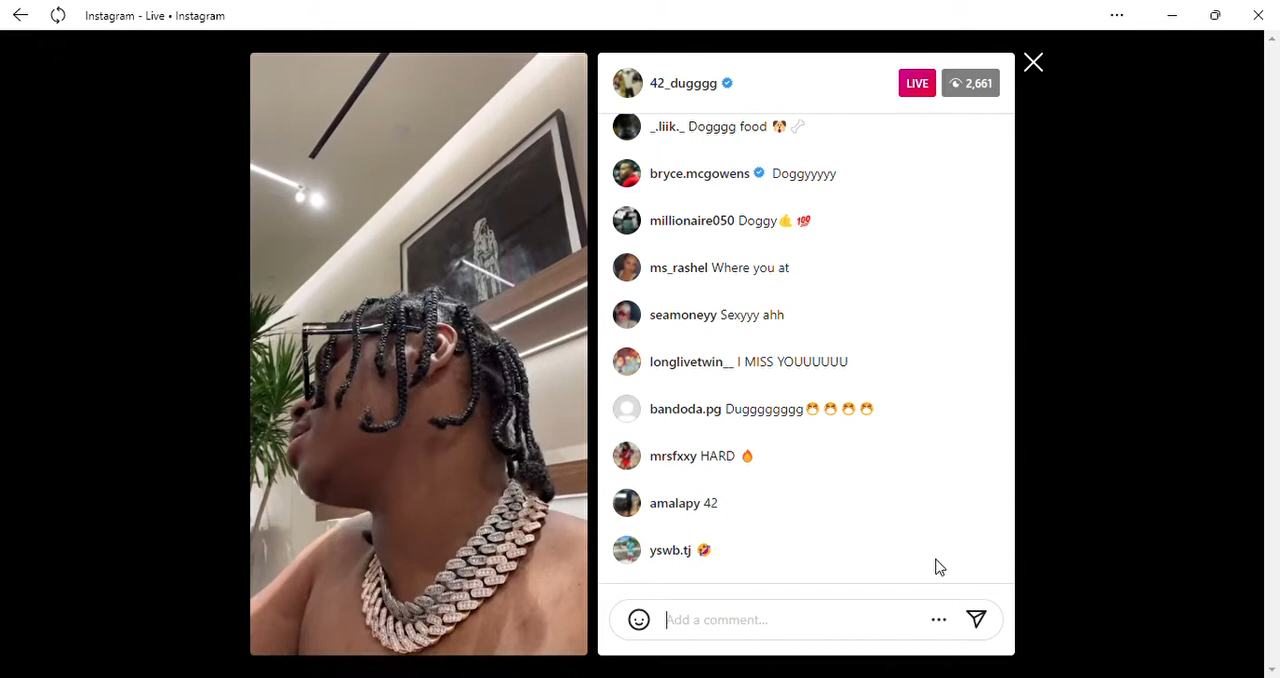 Instagram - Live • Instagram
42_dugggg
LIVE 2,661
_.liik._ Dogggg food 🐶 🦴
bryce.mcgowens Doggyyyyy
millionaire050 Doggy🤙 💯
ms_rashel Where you at
seamoneyy Sexyyy ahh
longlivetwin__ I MISS YOUUUUUU
bandoda.pg Dugggggggg😷 😷 😷 😷
mrsfxxy HARD 🔥
amalapy 42
yswb.tj 🤣
Add a comment...